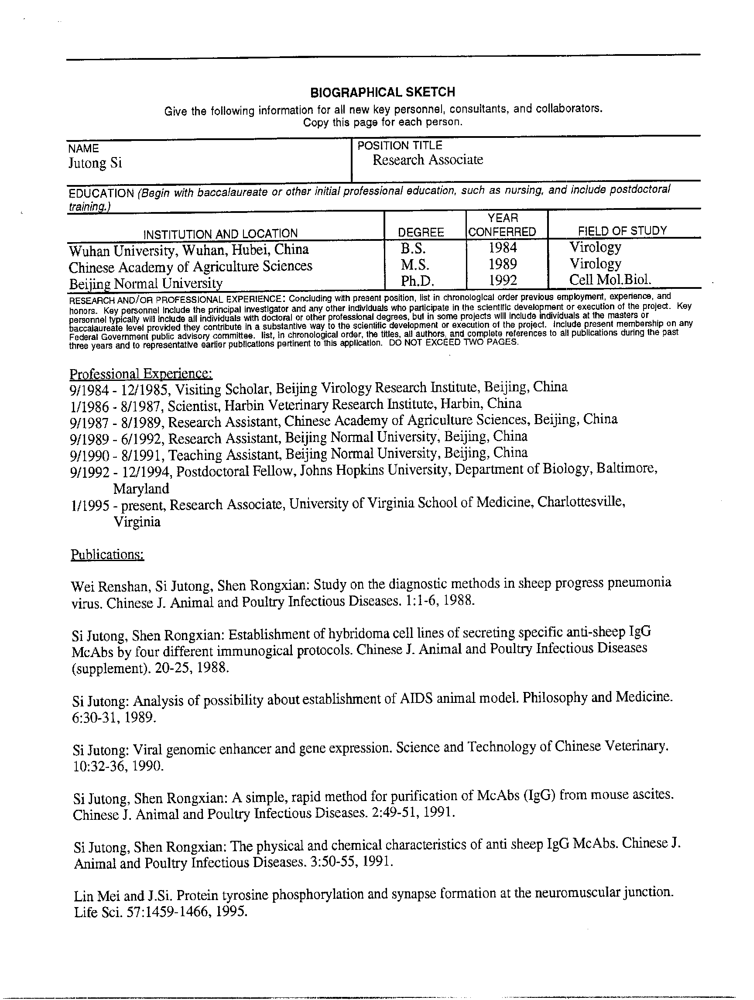 BIOGRAPHICAL SKETCH
Give the following information for all new key personnel, consultants, and collaborators.
Copy this page for each person.
NAME
Jutong Si
POSITION TITLE
Research Associate
EDUCATION (Begin with baccalaureate or other initial professional education, such as nursing, and include postdoctoral
training.)
INSTITUTION AND LOCATION DEGREE YEAR CONFERRED FIELD OF STUDY
Wuhan University, Wuhan, Hubei, China B.S. 1984 Virology
Chinese Academy of Agriculture Sciences M.S. 1989 Virology
Beijing Normal University Ph.D. 1992 Cell Mol.Biol.
RESEARCH AND/OR PROFESSIONAL EXPERIENCE: Concluding with present position, list in chronological order previous employment, experience, and
honors. Key personnel include the principal investigator and any other individuals who participate in the scientific development or execution of the project. Key
personnel typically will include all individuals with doctoral or other professional degrees, but in some projects will include individuals at the masters or
baccalaureate level provided they contribute in a substantive way to the scientific development or execution of the project. Include present membership on any
Federal Government public advisory committee. list, in chronological order, the titles, all authors, and complete references to all publications during the past
three years and to representative earlier publications pertinent to this application. DO NOT EXCEED TWO PAGES.
Professional Experience:
9/1984 - 12/1985, Visiting Scholar, Beijing Virology Research Institute, Beijing, China
1/1986 - 8/1987, Scientist, Harbin Veterinary Research Institute, Harbin, China
9/1987 - 8/1989, Research Assistant, Chinese Academy of Agriculture Sciences, Beijing, China
9/1989 - 6/1992, Research Assistant, Beijing Normal University, Beijing, China
9/1990 - 8/1991, Teaching Assistant, Beijing Normal University, Beijing, China
9/1992 - 12/1994, Postdoctoral Fellow, Johns Hopkins University, Department of Biology, Baltimore,
Maryland
1/1995 - present, Research Associate, University of Virginia School of Medicine, Charlottesville,
Virginia
Publications:
Wei Renshan, Si Jutong, Shen Rongxian: Study on the diagnostic methods in sheep progress pneumonia
virus. Chinese J. Animal and Poultry Infectious Diseases. 1:1-6, 1988.
Si Jutong, Shen Rongxian: Establishment of hybridoma cell lines of secreting specific anti-sheep IgG
McAbs by four different immunogical protocols. Chinese J. Animal and Poultry Infectious Diseases
(supplement). 20-25, 1988.
Si Jutong: Analysis of possibility about establishment of AIDS animal model. Philosophy and Medicine.
6:30-31, 1989.
Si Jutong: Viral genomic enhancer and gene expression. Science and Technology of Chinese Veterinary.
10:32-36, 1990.
Si Jutong, Shen Rongxian: A simple, rapid method for purification of McAbs (IgG) from mouse ascites.
Chinese J. Animal and Poultry Infectious Diseases. 2:49-51, 1991.
Si Jutong, Shen Rongxian: The physical and chemical characteristics of anti sheep IgG McAbs. Chinese J.
Animal and Poultry Infectious Diseases. 3:50-55, 1991.
Lin Mei and J.Si. Protein tyrosine phosphorylation and synapse formation at the neuromuscular junction.
Life Sci. 57:1459-1466, 1995.